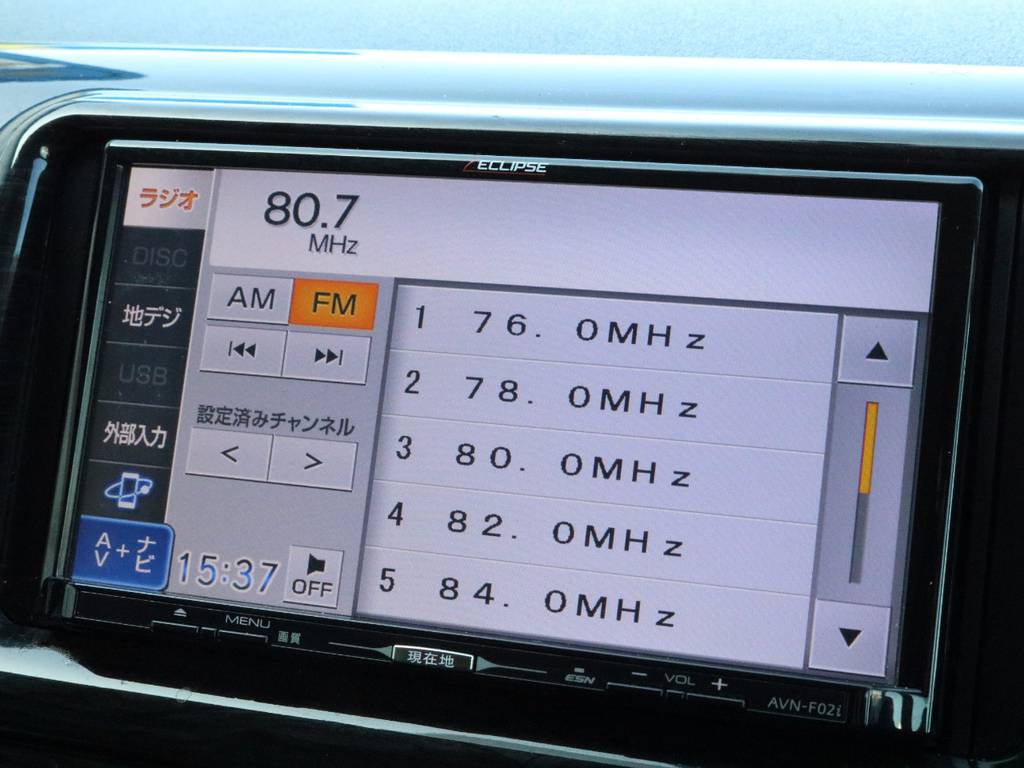 ECLIPSE
ラジオ
80.7
MHz
DISC
AM FM
地デジ
USB
設定済みチャンネル
< >
外部入力
AV+ナビ
15:37
OFF
1 76. 0MHz
2 78. 0MHz
3 80. 0MHz
4 82. 0MHz
5 84. 0MHz
MENU
画質
現在地
ESN
− VOL +
AVN-F02i